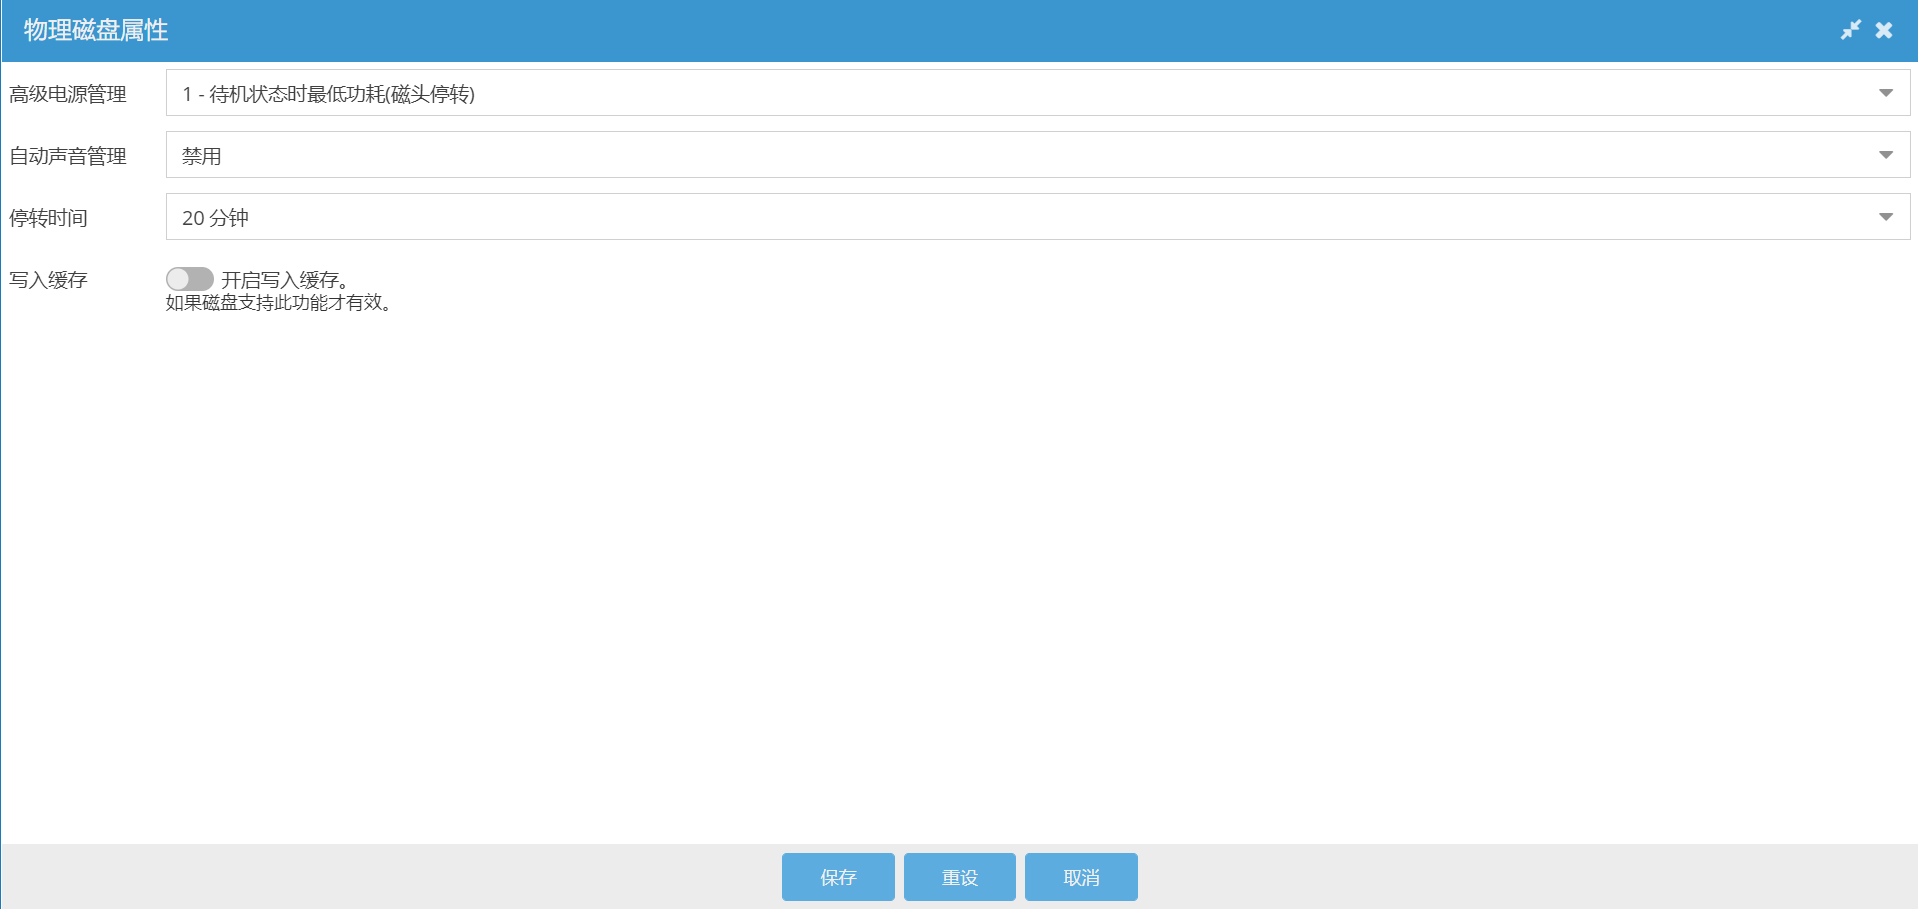 物理磁盘属性
高级电源管理
1 - 待机状态时最低功耗(磁头停转)
自动声音管理
禁用
停转时间
20 分钟
写入缓存
开启写入缓存。
如果磁盘支持此功能才有效。
保存
重设
取消